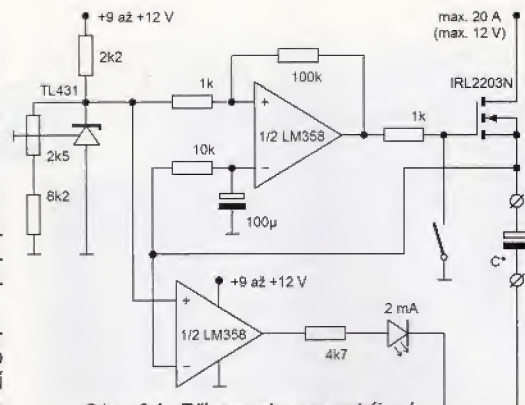 +9 až +12 V
max. 20 A
(max. 12 V)
2k2
TL431
1k
100k
IRL2203N
+
1/2 LM358
–
1k
2k5
10k
8k2
100µ
C*
+9 až +12 V
2 mA
+
1/2 LM358
–
4k7